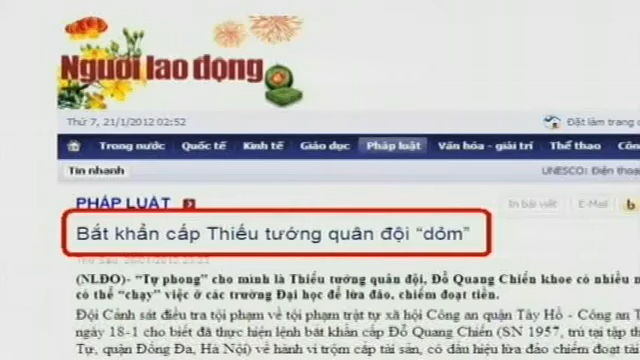 Người lao động
Thứ 7, 21/1/2012 02:52
Đặt làm trang
Trong nước Quốc tế Kinh tế Giáo dục Pháp luật Văn hóa - giải trí Thể thao Côn
Tin nhanh
UNESCO: Điện thoạ
PHÁP LUẬT
In bài viết E-Mail b
Bắt khẩn cấp Thiếu tướng quân đội "dỏm"
(NLĐO)- "Tự phong" cho mình là Thiếu tướng quân đội, Đỗ Quang Chiến khoe có nhiều m
có thể "chạy" việc ở các trường Đại học để lừa đảo, chiếm đoạt tiền.
Đội Cảnh sát điều tra tội phạm về tội phạm trật tự xã hội Công an quận Tây Hồ - Công an T
ngày 18-1 cho biết đã thực hiện lệnh bắt khẩn cấp Đỗ Quang Chiến (SN 1957, trú tại tập th
Tự, quận Đống Đa, Hà Nội) về hành vi trộm cắp tài sản, có dấu hiệu lừa đảo chiếm đoạt tài